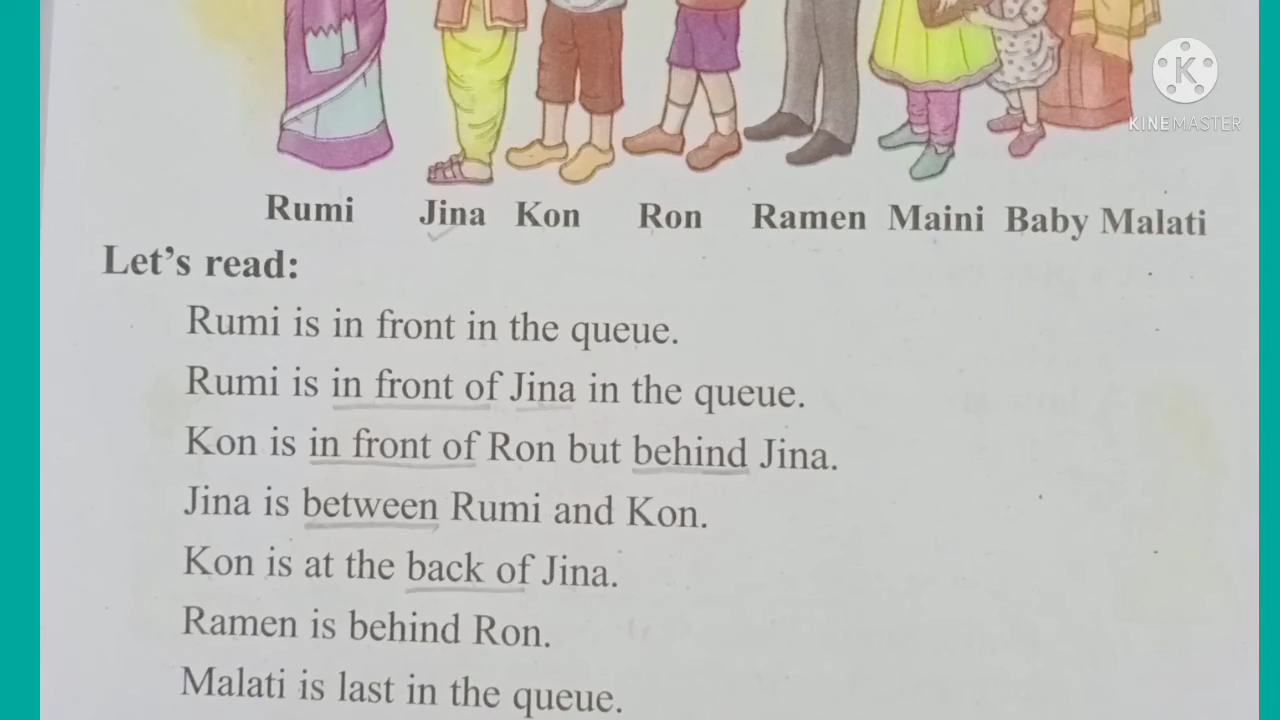 KINEMASTER
Rumi Jina Kon Ron Ramen Maini Baby Malati
Let's read:
Rumi is in front in the queue.
Rumi is in front of Jina in the queue.
Kon is in front of Ron but behind Jina.
Jina is between Rumi and Kon.
Kon is at the back of Jina.
Ramen is behind Ron.
Malati is last in the queue.